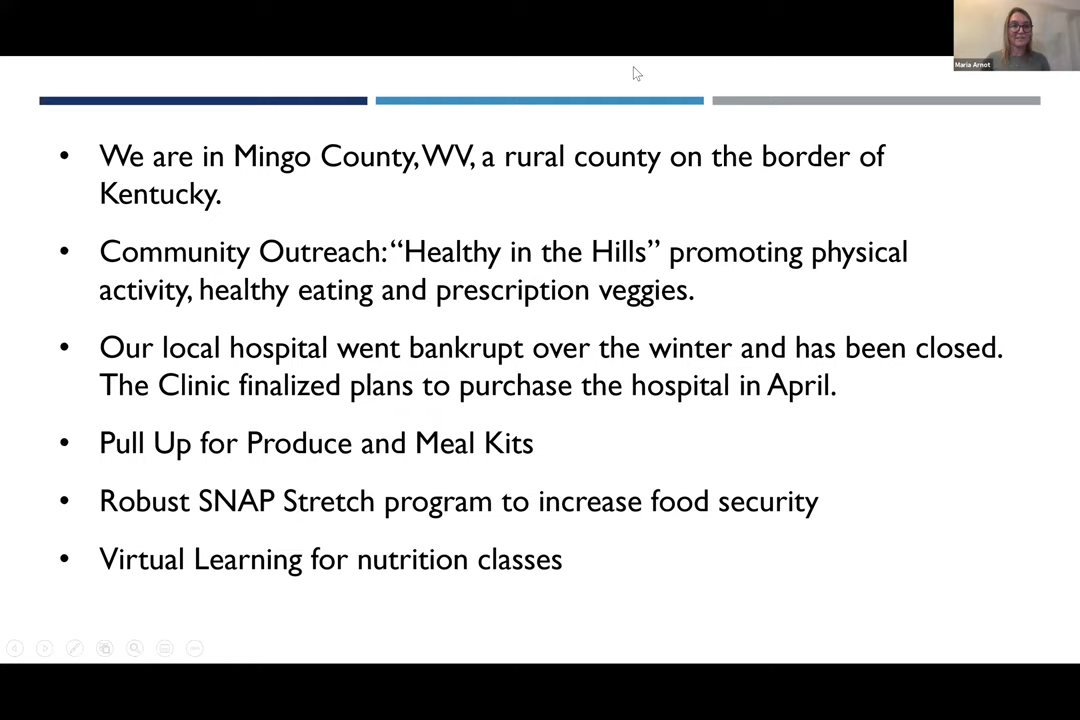 Maria Arnot
• We are in Mingo County, WV, a rural county on the border of
Kentucky.
• Community Outreach: “Healthy in the Hills” promoting physical
activity, healthy eating and prescription veggies.
• Our local hospital went bankrupt over the winter and has been closed.
The Clinic finalized plans to purchase the hospital in April.
• Pull Up for Produce and Meal Kits
• Robust SNAP Stretch program to increase food security
• Virtual Learning for nutrition classes